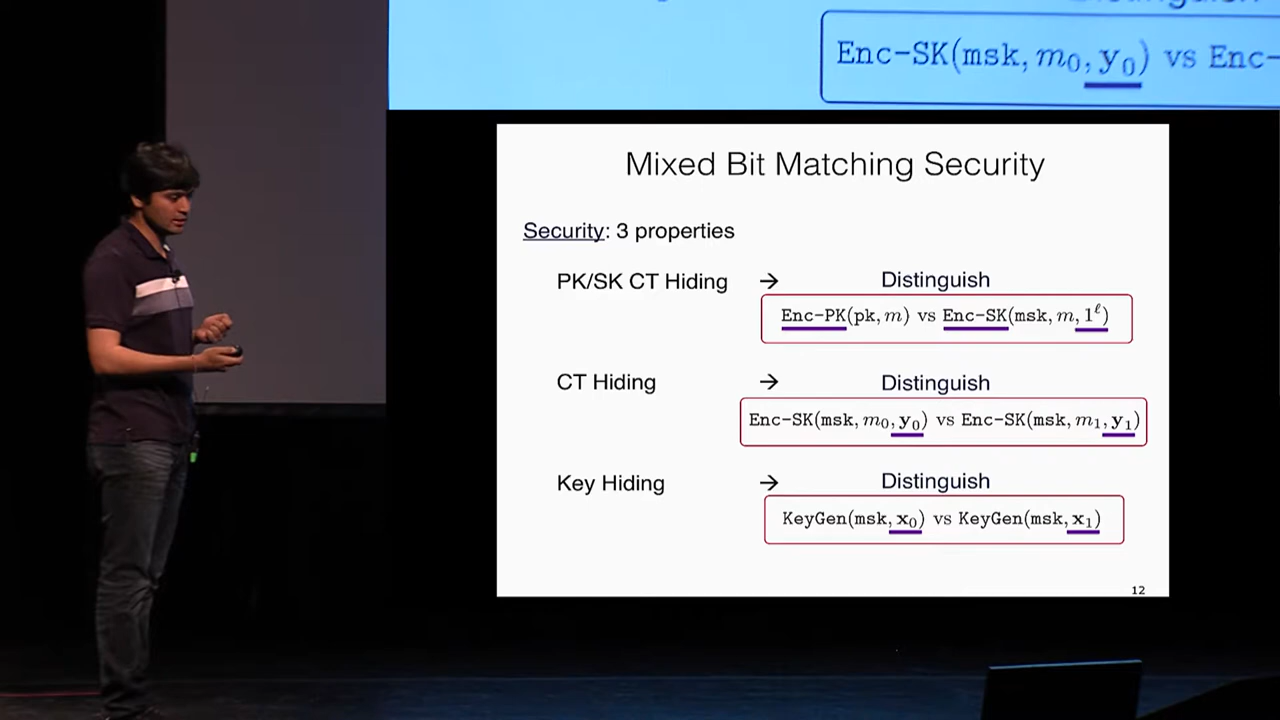 Enc-SK(msk, m₀, y₀) vs Enc-
Mixed Bit Matching Security
Security: 3 properties
PK/SK CT Hiding → Distinguish
Enc-PK(pk, m) vs Enc-SK(msk, m, 1^ℓ)
CT Hiding → Distinguish
Enc-SK(msk, m₀, y₀) vs Enc-SK(msk, m₁, y₁)
Key Hiding → Distinguish
KeyGen(msk, x₀) vs KeyGen(msk, x₁)
12